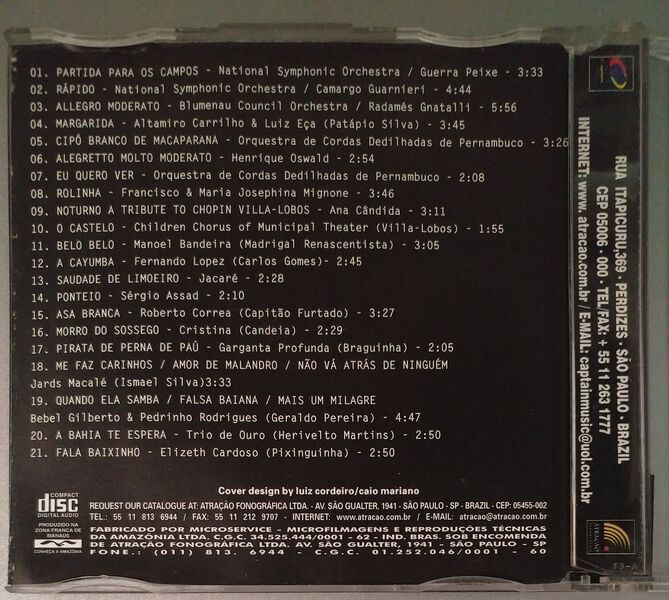 01. PARTIDA PARA OS CAMPOS - National Symphonic Orchestra / Guerra Peixe - 3:33
02. RÁPIDO - National Symphonic Orchestra / Camargo Guarnieri - 4:44
03. ALLEGRO MODERATO - Blumenau Council Orchestra / Radamés Gnatalli - 5:56
04. MARGARIDA - Altamiro Carrilho & Luiz Eça (Patápio Silva) - 3:45
05. CIPÓ BRANCO DE MACAPARANA - Orquestra de Cordas Dedilhadas de Pernambuco - 3:26
06. ALEGRETTO MOLTO MODERATO - Henrique Oswald - 2:54
07. EU QUERO VER - Orquestra de Cordas Dedilhadas de Pernambuco - 2:08
08. ROLINHA - Francisco & Maria Josephina Mignone - 3:46
09. NOTURNO A TRIBUTE TO CHOPIN VILLA-LOBOS - Ana Cândida - 3:11
10. O CASTELO - Children Chorus of Municipal Theater (Villa-Lobos) - 1:55
11. BELO BELO - Manoel Bandeira (Madrigal Renascentista) - 3:05
12. A CAYUMBA - Fernando Lopez (Carlos Gomes)- 2:45
13. SAUDADE DE LIMOEIRO - Jacaré - 2:28
14. PONTEIO - Sérgio Assad - 2:10
15. ASA BRANCA - Roberto Correa (Capitão Furtado) - 3:27
16. MORRO DO SOSSEGO - Cristina (Candeia) - 2:29
17. PIRATA DE PERNA DE PAÚ - Garganta Profunda (Braguinha) - 2:05
18. ME FAZ CARINHOS / AMOR DE MALANDRO / NÃO VÁ ATRÁS DE NINGUÉM
Jards Macalé (Ismael Silva)3:33
19. QUANDO ELA SAMBA / FALSA BAIANA / MAIS UM MILAGRE
Bebel Gilberto & Pedrinho Rodrigues (Geraldo Pereira) - 4:47
20. A BAHIA TE ESPERA - Trio de Ouro (Herivelto Martins) - 2:50
21. FALA BAIXINHO - Elizeth Cardoso (Pixinguinha) - 2:50
Cover design by luiz cordeiro/caio mariano
COMPACT
disc
DIGITAL AUDIO
PRODUZIDO NA
ZONA FRANCA DE
MANAUS
CONHEÇA A AMAZÔNIA
REQUEST OUR CATALOGUE AT: ATRAÇÃO FONOGRÁFICA LTDA. - AV. SÃO GUALTER, 1941 - SÃO PAULO - SP - BRAZIL - CEP: 05455-002
TEL.: 55 11 813 6944 / FAX: 55 11 212 9707 - INTERNET: www.atracao.com.br / E-MAIL: atracao@atracao.com.br
FABRICADO POR MICROSERVICE - MICROFILMAGENS E REPRODUÇÕES TÉCNICAS
DA AMAZÔNIA LTDA. C.G.C. 34.525.444/0001 - 62 - IND. BRAS. SOB ENCOMENDA
DE ATRAÇÃO FONOGRÁFICA LTDA. AV. SÃO GUALTER, 1941 - SÃO PAULO - SP
FONE.: (011) 813. 6944 - C.G.C. 01.252.046/0001 - 60
RUA ITAPICURU,369 - PERDIZES - SÃO PAULO - BRAZIL
CEP 05006 - 000 - TEL/FAX: + 55 11 263 1777
INTERNET: www. atracao.com.br / E-MAIL: captainmusic@uol.com.br
ATRAÇÃO
F3-A